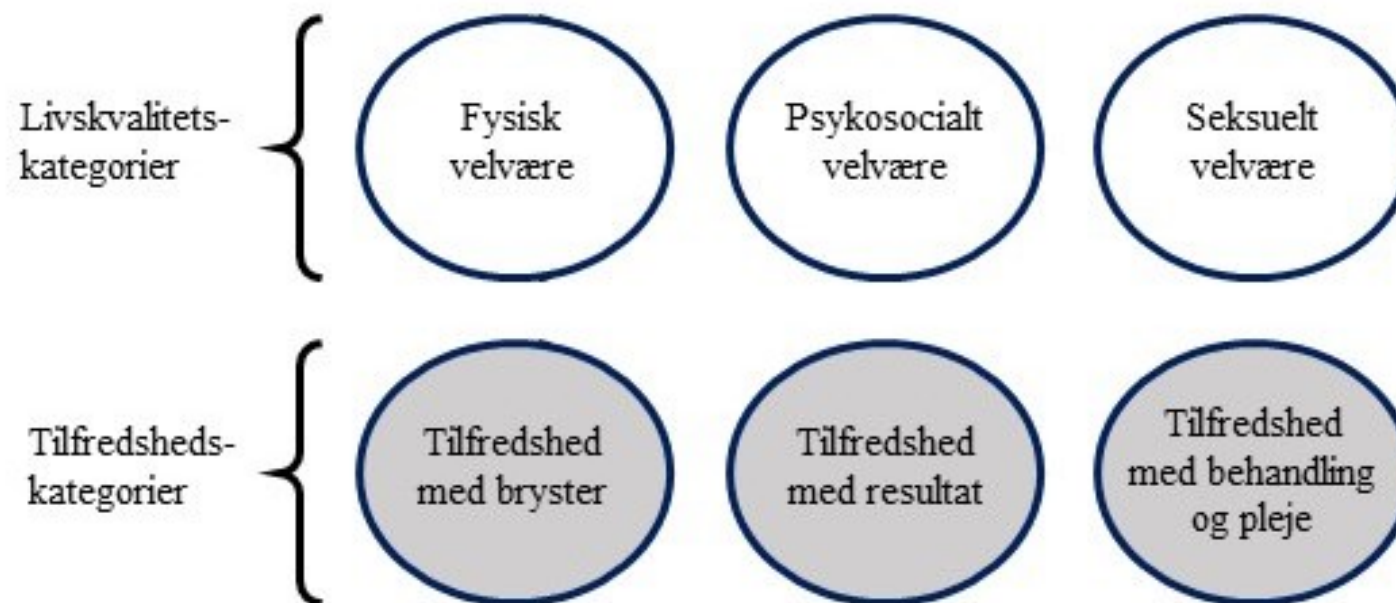 Livskvalitets-
kategorier
Fysisk
velvære
Psykosocialt
velvære
Seksuelt
velvære
Tilfredsheds-
kategorier
Tilfredshed
med bryster
Tilfredshed
med resultat
Tilfredshed
med behandling
og pleje